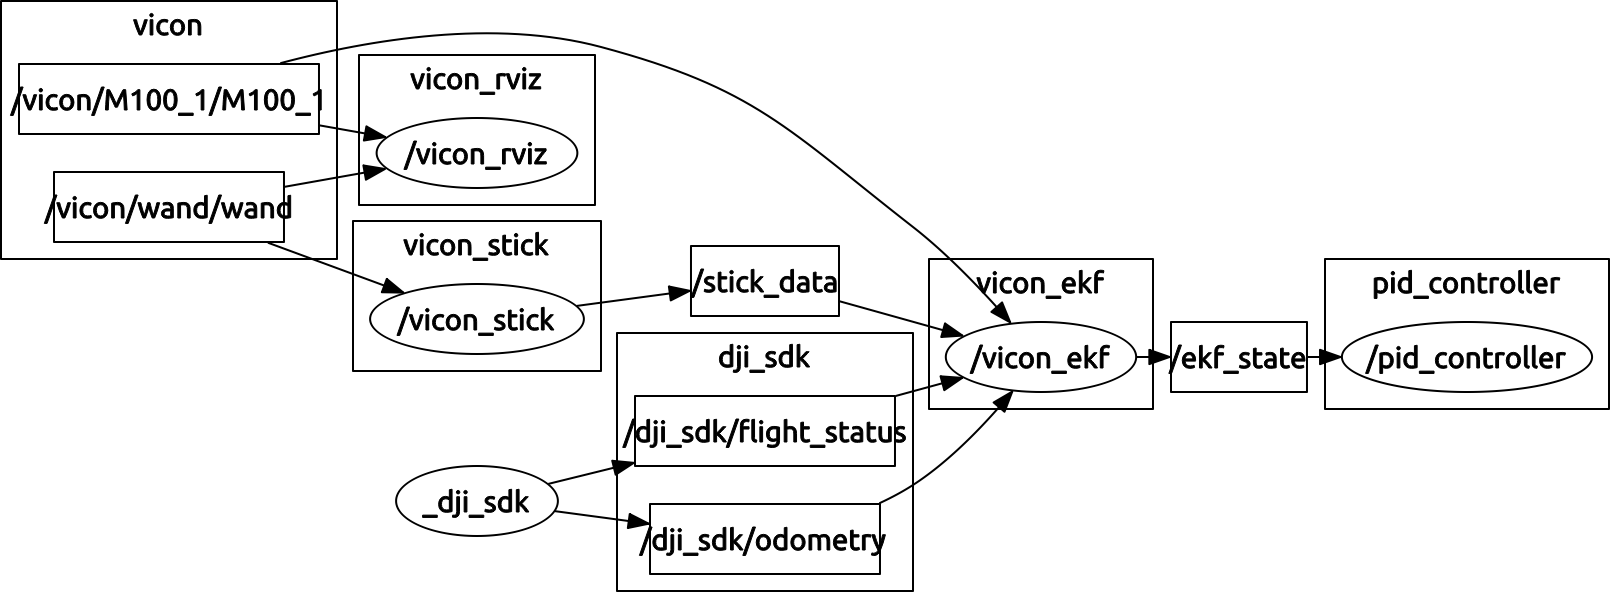 vicon
/vicon/M100_1/M100_1
/vicon/wand/wand
vicon_rviz
/vicon_rviz
vicon_stick
/vicon_stick
/stick_data
dji_sdk
/dji_sdk/flight_status
/dji_sdk/odometry
_dji_sdk
vicon_ekf
/vicon_ekf
/ekf_state
pid_controller
/pid_controller